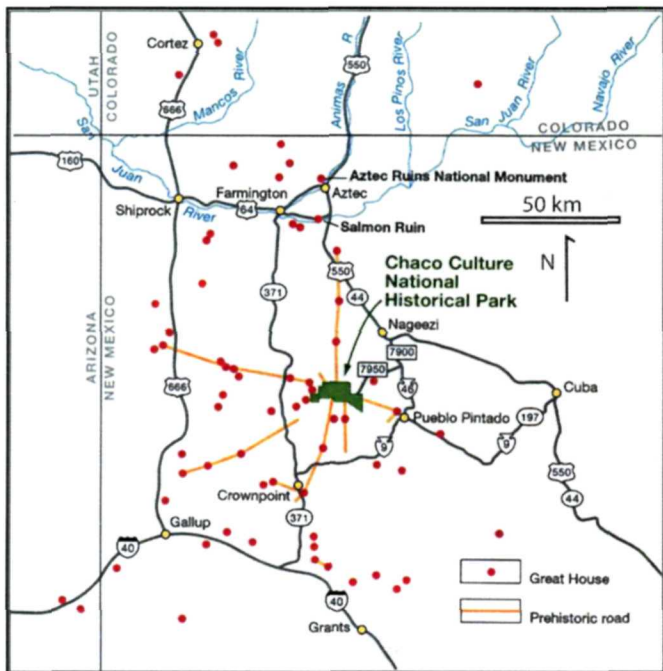 Cortez
UTAH
COLORADO
666
Mancos River
550
Animas R
Los Pinos River
San Juan River
Navajo River
COLORADO
NEW MEXICO
160
San Juan River
Shiprock
Farmington
64
Aztec Ruins National Monument
Aztec
Salmon Ruin
50 km
N
Chaco Culture
National
Historical Park
371
550
44
Nageezi
ARIZONA
NEW MEXICO
666
7900
7950
46
Cuba
Pueblo Pintado
197
9
9
550
44
Crownpoint
371
Gallup
40
40
Grants
Great House
Prehistoric road